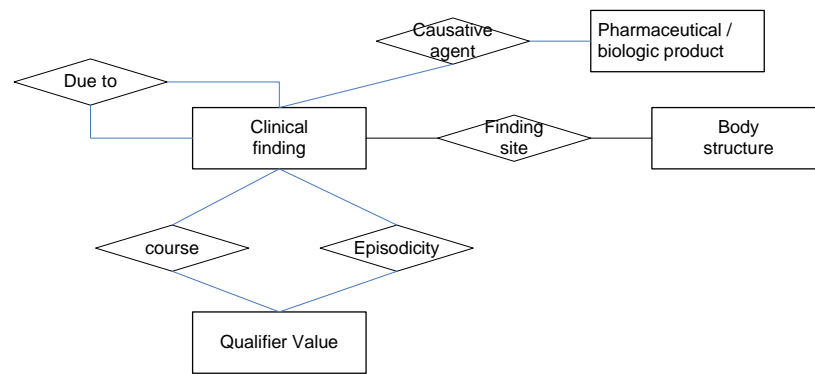 Causative
agent
Pharmaceutical /
biologic product
Due to
Clinical
finding
Finding
site
Body
structure
course
Episodicity
Qualifier Value